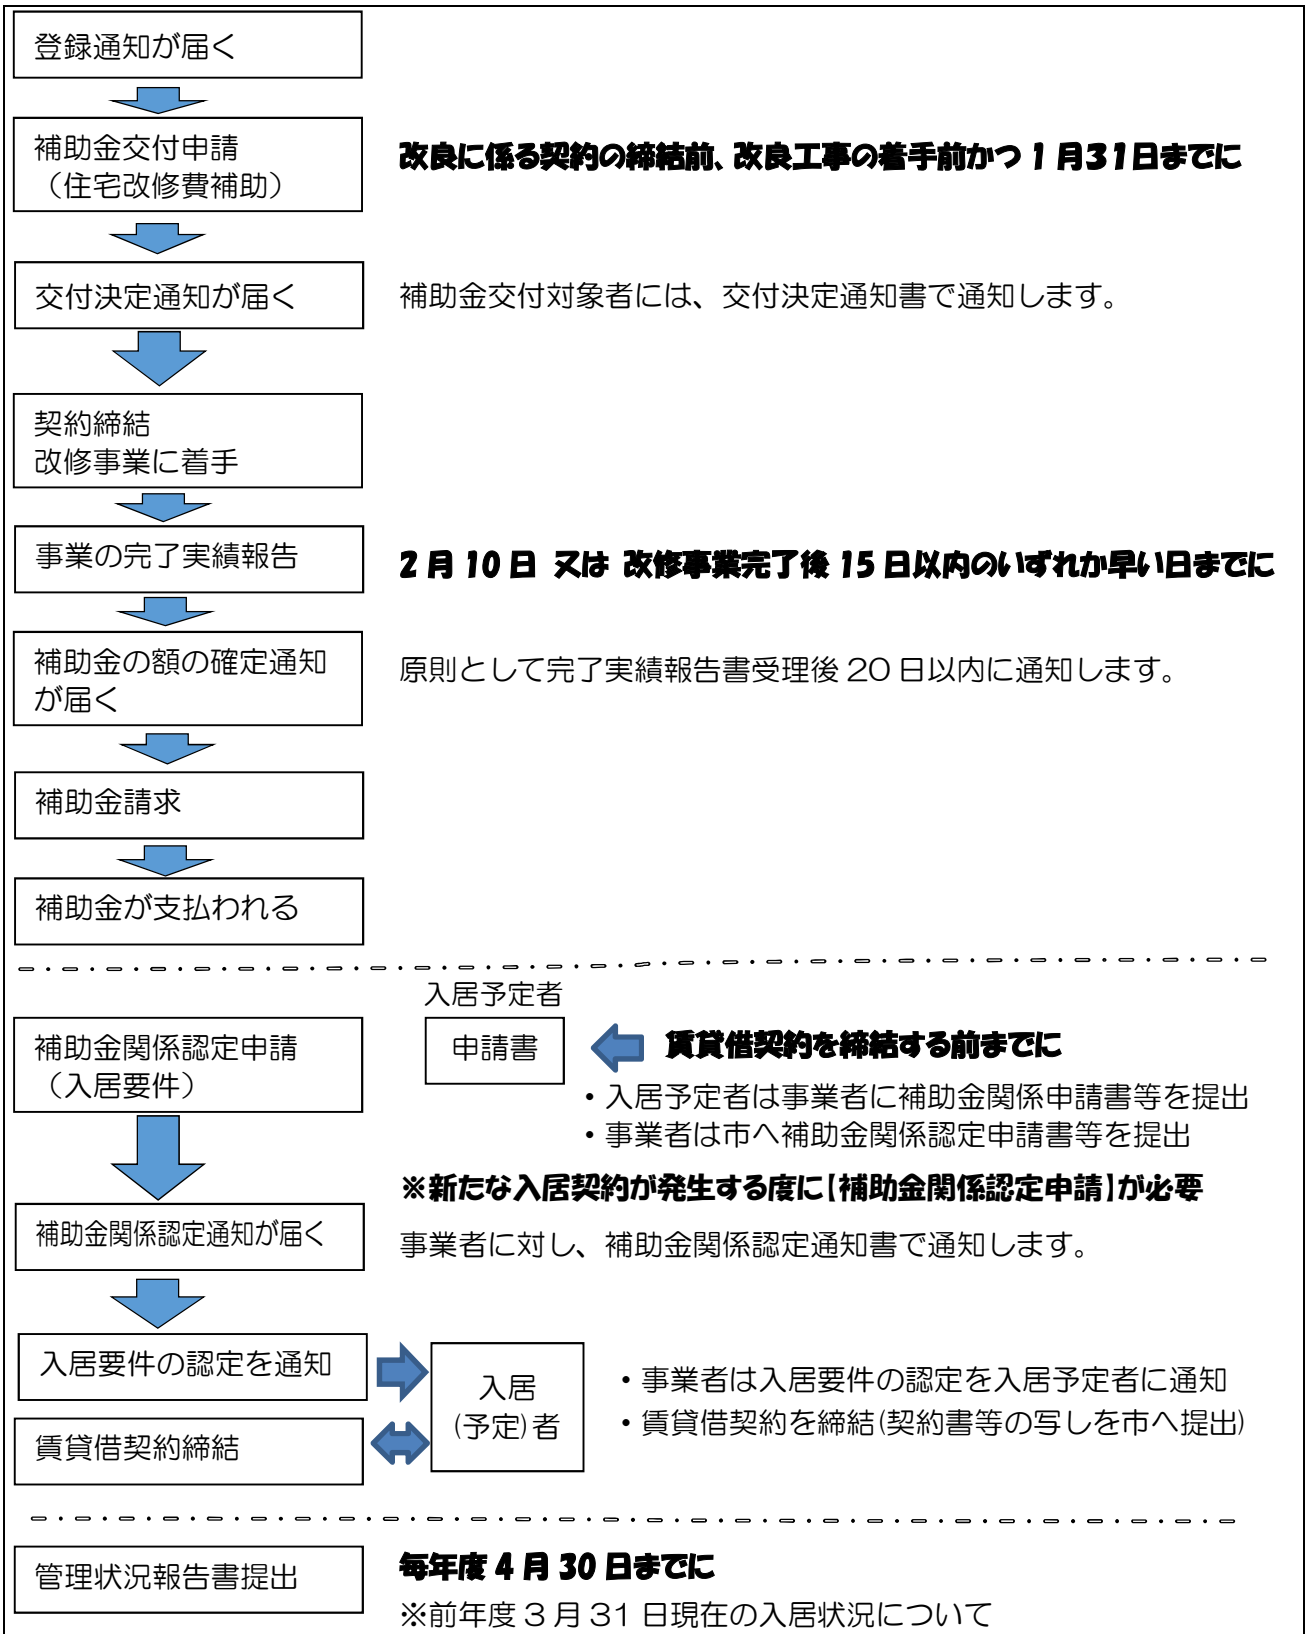 登録通知が届く
補助金交付申請
（住宅改修費補助）
改良に係る契約の締結前、改良工事の着手前かつ1月31日までに
交付決定通知が届く
補助金交付対象者には、交付決定通知書で通知します。
契約締結
改修事業に着手
事業の完了実績報告
2月10日 又は 改修事業完了後15日以内のいずれか早い日までに
補助金の額の確定通知
が届く
原則として完了実績報告書受理後20日以内に通知します。
補助金請求
補助金が支払われる
補助金関係認定申請
（入居要件）
入居予定者
申請書
賃貸借契約を締結する前までに
・入居予定者は事業者に補助金関係申請書等を提出
・事業者は市へ補助金関係認定申請書等を提出
※新たな入居契約が発生する度に【補助金関係認定申請】が必要
補助金関係認定通知が届く
事業者に対し、補助金関係認定通知書で通知します。
入居要件の認定を通知
賃貸借契約締結
入居
(予定)者
・事業者は入居要件の認定を入居予定者に通知
・賃貸借契約を締結(契約書等の写しを市へ提出)
管理状況報告書提出
毎年度4月30日までに
※前年度3月31日現在の入居状況について